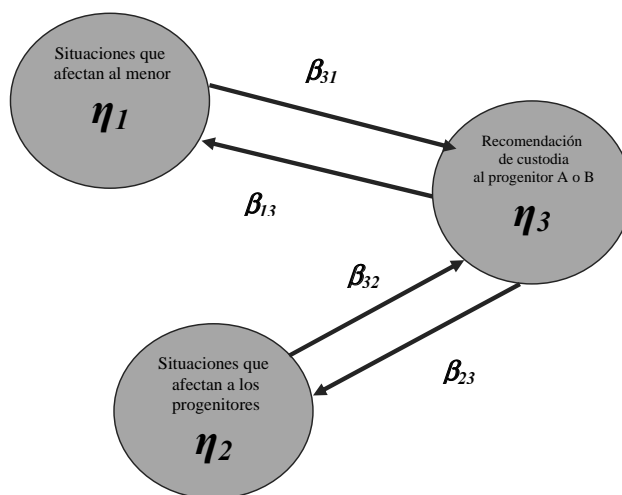 Situaciones que
afectan al menor
η1
β31
Recomendación
de custodia
al progenitor A o B
η3
β13
β32
Situaciones que
afectan a los
progenitores
η2
β23